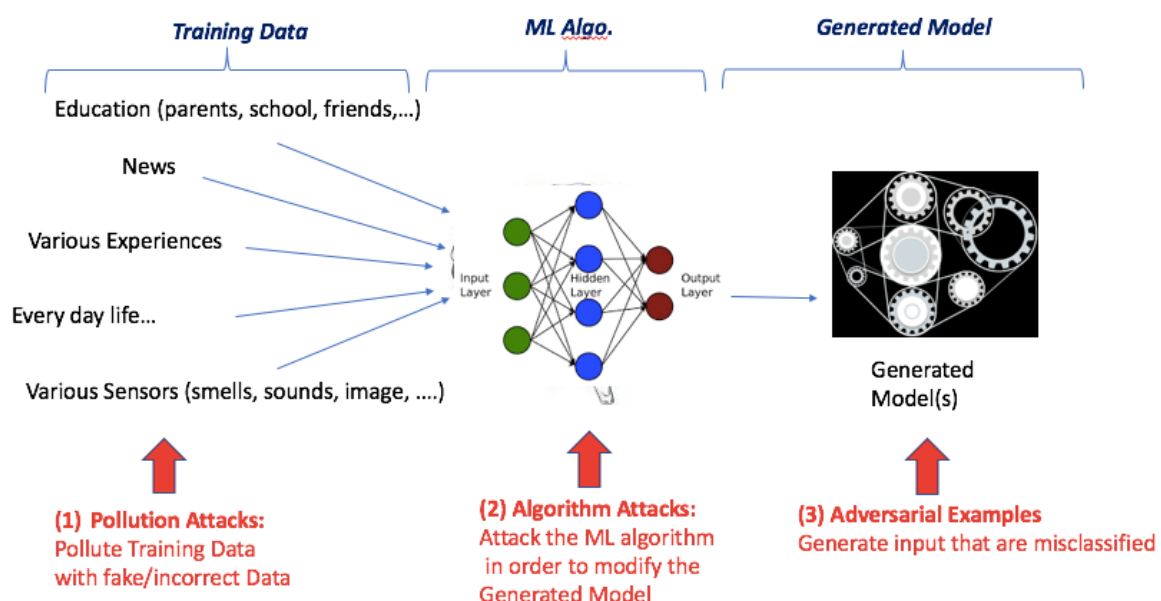 Training Data
ML Algo.
Generated Model
Education (parents, school, friends,...)
News
Various Experiences
Every day life...
Various Sensors (smells, sounds, image, ....)
Input
Layer
Hidden
Layer
Output
Layer
Generated
Model(s)
(1) Pollution Attacks:
Pollute Training Data
with fake/incorrect Data
(2) Algorithm Attacks:
Attack the ML algorithm
in order to modify the
Generated Model
(3) Adversarial Examples
Generate input that are misclassified